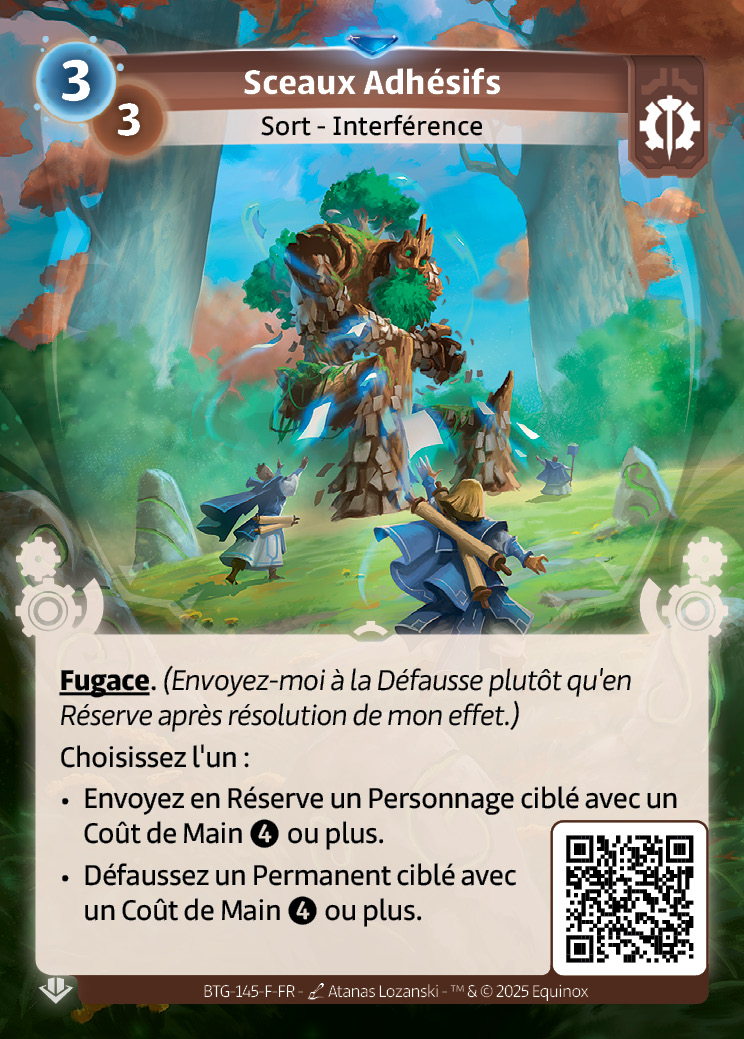 3
3
Sceaux Adhésifs
Sort - Interférence
Fugace. (Envoyez-moi à la Défausse plutôt qu'en
Réserve après résolution de mon effet.)
Choisissez l'un :
• Envoyez en Réserve un Personnage ciblé avec un
Coût de Main 4 ou plus.
• Défaussez un Permanent ciblé avec
un Coût de Main 4 ou plus.
BTG-145-F-FR - Atanas Lozanski - ™ & © 2025 Equinox